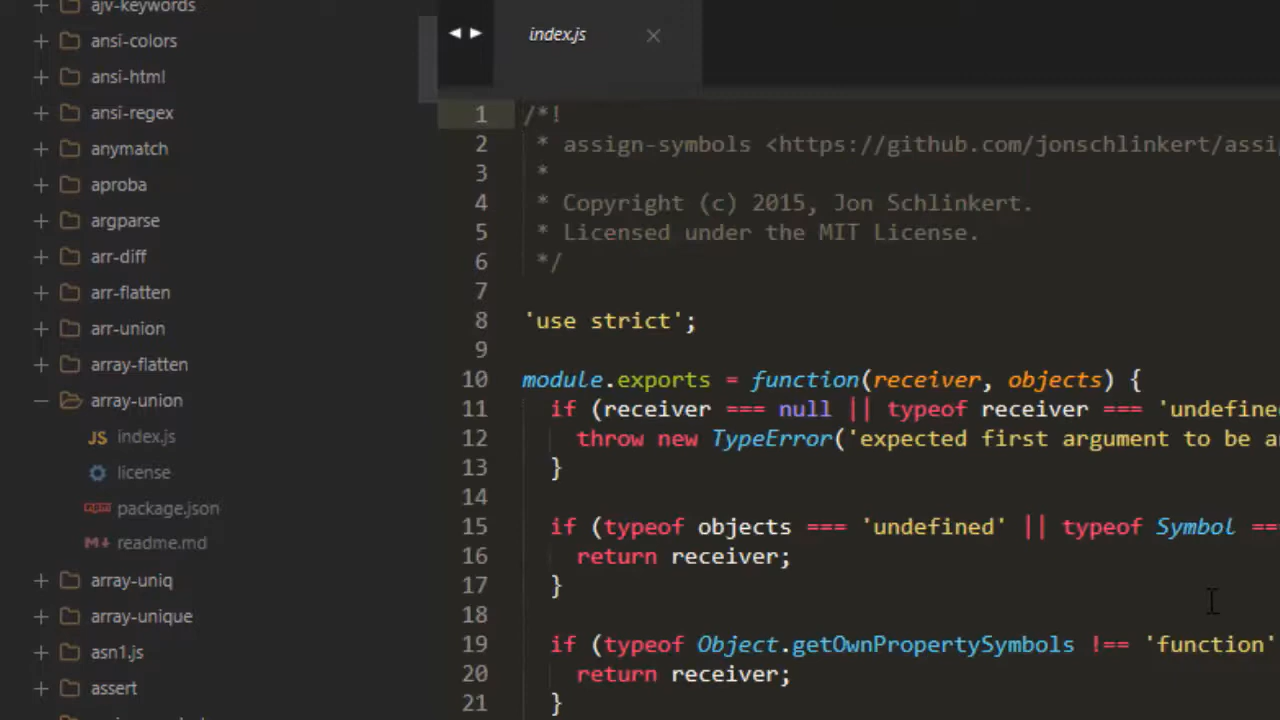 ajv-keywords
ansi-colors
ansi-html
ansi-regex
anymatch
aproba
argparse
arr-diff
arr-flatten
arr-union
array-flatten
array-union
JS index.js
license
package.json
M↓ readme.md
array-uniq
array-unique
asn1.js
assert
index.js
1 /*!
2  * assign-symbols <https://github.com/jonschlinkert/assi
3  *
4  * Copyright (c) 2015, Jon Schlinkert.
5  * Licensed under the MIT License.
6  */
7
8 'use strict';
9
10 module.exports = function(receiver, objects) {
11   if (receiver === null || typeof receiver === 'undefine
12     throw new TypeError('expected first argument to be a
13   }
14
15   if (typeof objects === 'undefined' || typeof Symbol ==
16     return receiver;
17   }
18
19   if (typeof Object.getOwnPropertySymbols !== 'function'
20     return receiver;
21   }